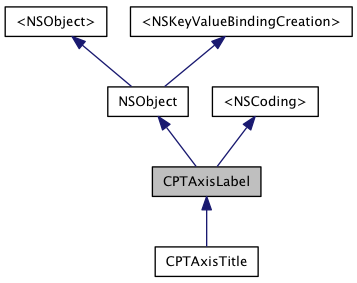 <NSObject>
<NSKeyValueBindingCreation>
NSObject
<NSCoding>
CPTAxisLabel
CPTAxisTitle